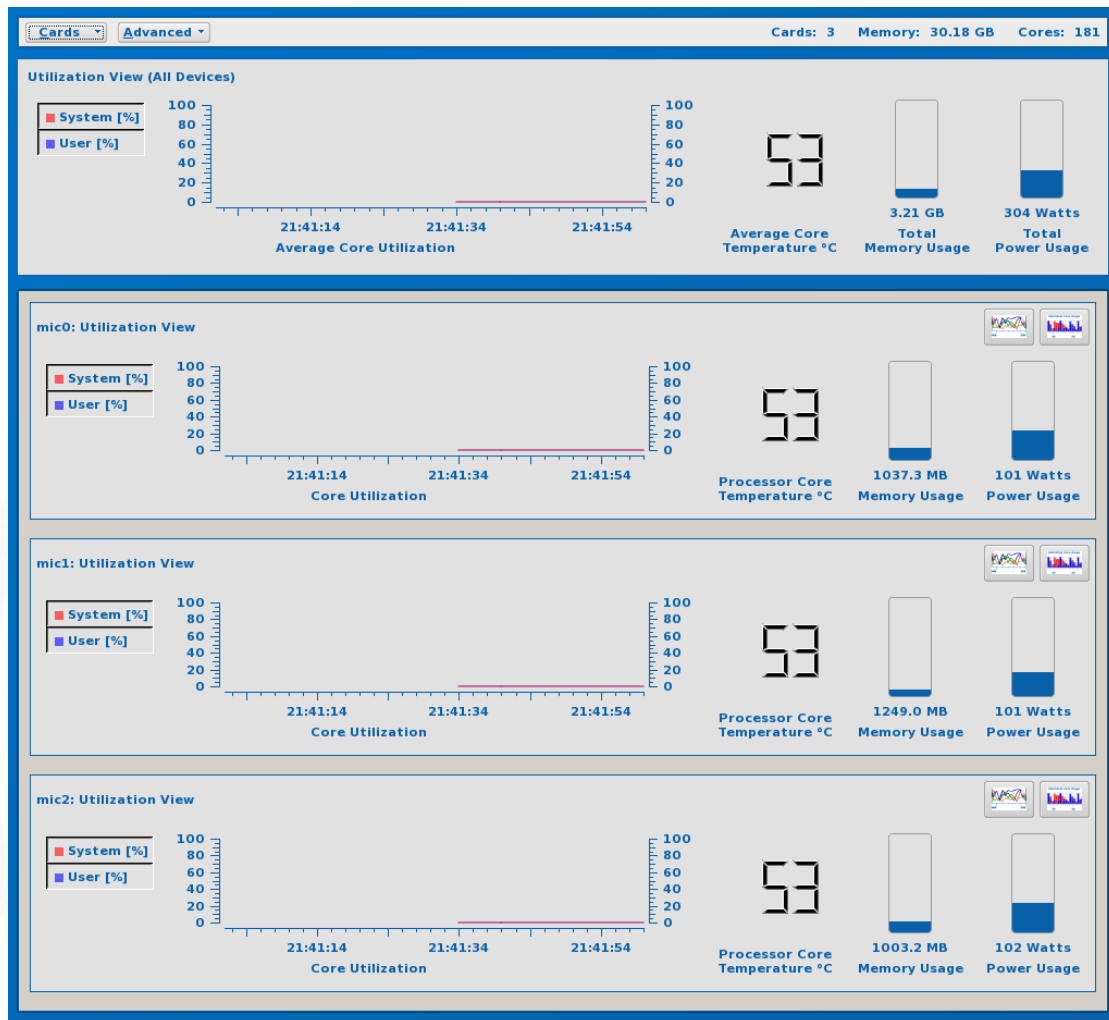 Cards Advanced Cards: 3 Memory: 30.18 GB Cores: 181
Utilization View (All Devices)
System [%]
User [%]
100 100
80 80
60 60
40 40
20 20
0 0
21:41:14 21:41:34 21:41:54
Average Core Utilization
53
Average Core
Temperature °C
3.21 GB
Total
Memory Usage
304 Watts
Total
Power Usage
mic0: Utilization View
System [%]
User [%]
100 100
80 80
60 60
40 40
20 20
0 0
21:41:14 21:41:34 21:41:54
Core Utilization
53
Processor Core
Temperature °C
1037.3 MB
Memory Usage
101 Watts
Power Usage
mic1: Utilization View
System [%]
User [%]
100 100
80 80
60 60
40 40
20 20
0 0
21:41:14 21:41:34 21:41:54
Core Utilization
53
Processor Core
Temperature °C
1249.0 MB
Memory Usage
101 Watts
Power Usage
mic2: Utilization View
System [%]
User [%]
100 100
80 80
60 60
40 40
20 20
0 0
21:41:14 21:41:34 21:41:54
Core Utilization
53
Processor Core
Temperature °C
1003.2 MB
Memory Usage
102 Watts
Power Usage